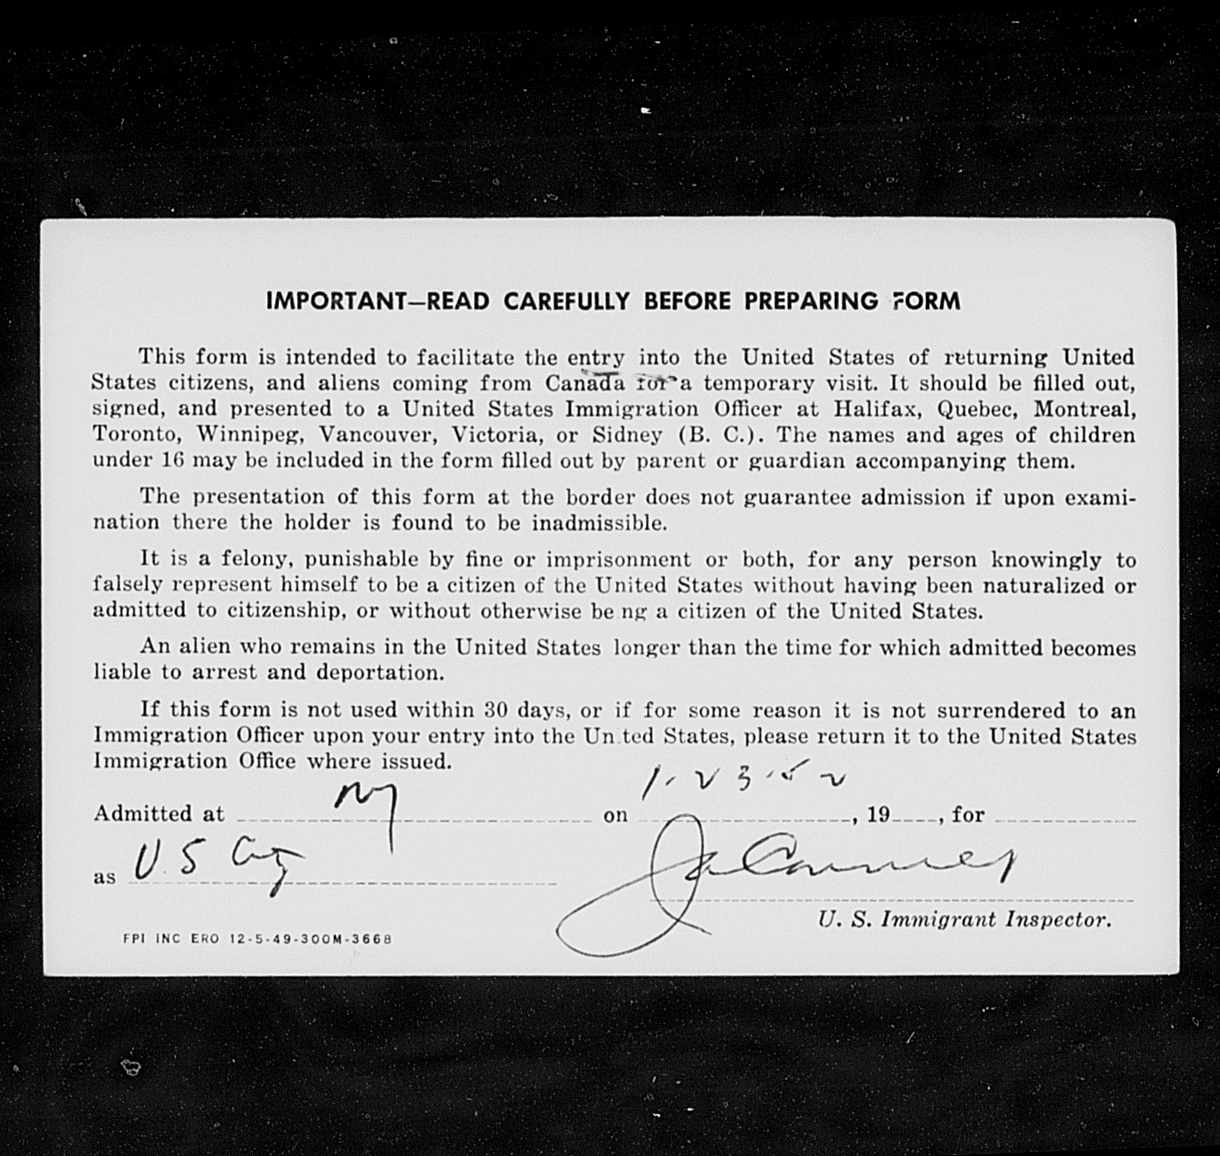 IMPORTANT—READ CAREFULLY BEFORE PREPARING FORM
This form is intended to facilitate the entry into the United States of returning United
States citizens, and aliens coming from Canada for a temporary visit. It should be filled out,
signed, and presented to a United States Immigration Officer at Halifax, Quebec, Montreal,
Toronto, Winnipeg, Vancouver, Victoria, or Sidney (B. C.). The names and ages of children
under 16 may be included in the form filled out by parent or guardian accompanying them.
The presentation of this form at the border does not guarantee admission if upon exami-
nation there the holder is found to be inadmissible.
It is a felony, punishable by fine or imprisonment or both, for any person knowingly to
falsely represent himself to be a citizen of the United States without having been naturalized or
admitted to citizenship, or without otherwise be ng a citizen of the United States.
An alien who remains in the United States longer than the time for which admitted becomes
liable to arrest and deportation.
If this form is not used within 30 days, or if for some reason it is not surrendered to an
Immigration Officer upon your entry into the Un ted States, please return it to the United States
Immigration Office where issued.
Admitted at NY on 1-23-52, 19____, for
as U.S
U. S. Immigrant Inspector.
FPI INC ERO 12-5-49-300M-3668